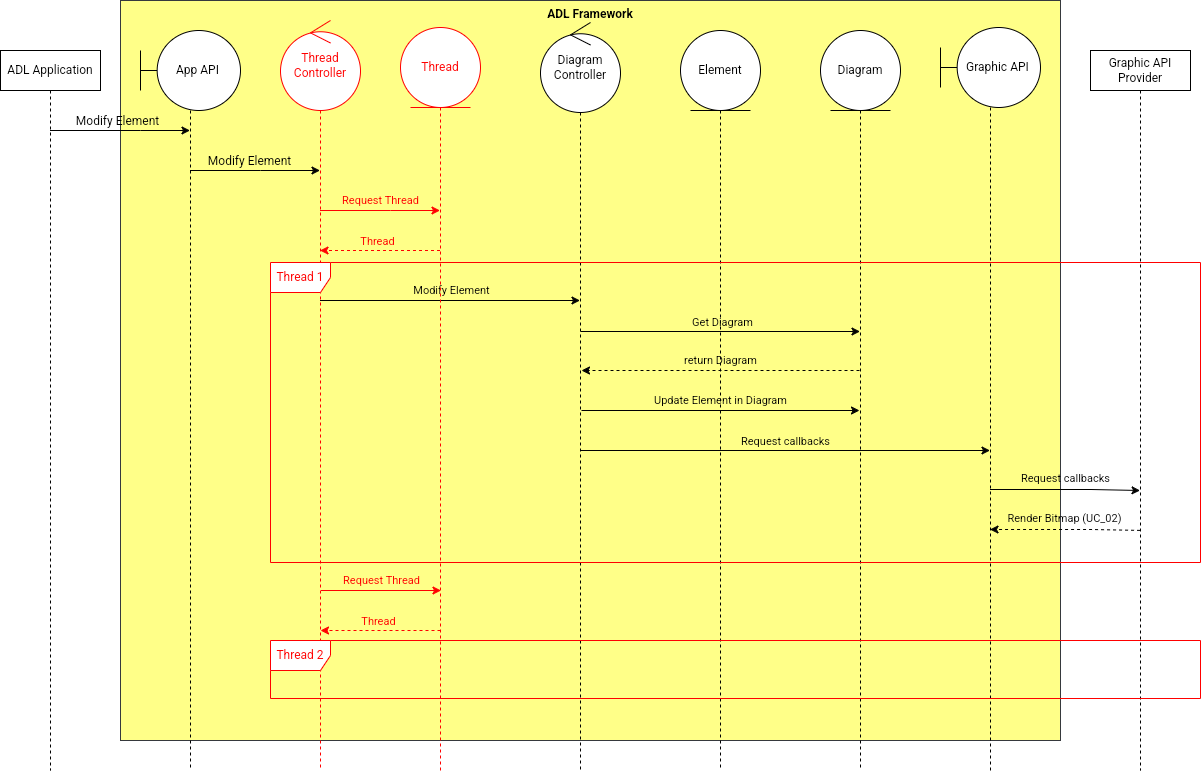 ADL Framework
ADL Application
App API
Thread
Controller
Thread
Diagram
Controller
Element
Diagram
Graphic API
Graphic API
Provider
Modify Element
Modify Element
Request Thread
Thread
Thread 1
Modify Element
Get Diagram
return Diagram
Update Element in Diagram
Request callbacks
Request callbacks
Render Bitmap (UC_02)
Request Thread
Thread
Thread 2